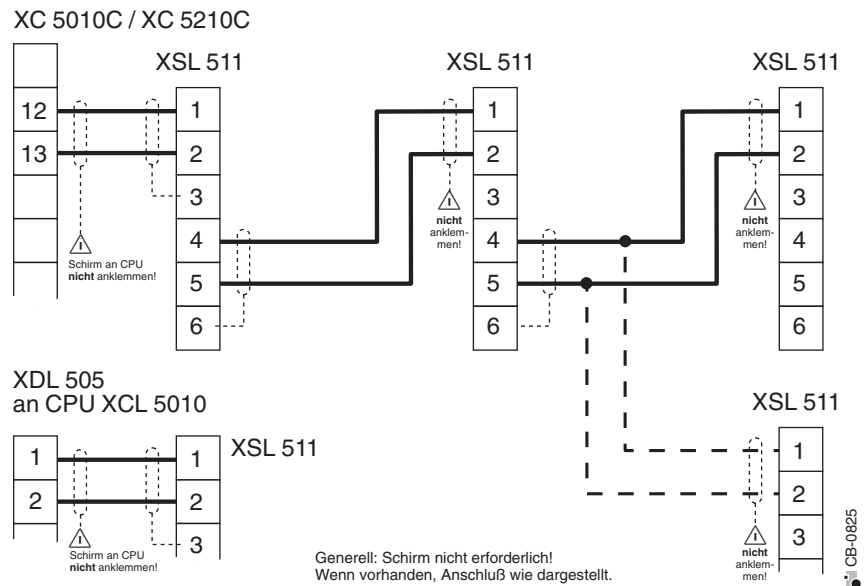 XC 5010C / XC 5210C
XSL 511
XSL 511
XSL 511
12
13
1
2
3
4
5
6
Schirm an CPU
nicht anklemmen!
1
2
3
4
5
6
nicht
anklem-
men!
1
2
3
4
5
6
nicht
anklem-
men!
XDL 505
an CPU XCL 5010
1
2
XSL 511
1
2
3
Schirm an CPU
nicht anklemmen!
XSL 511
1
2
3
nicht
anklem-
men!
Generell: Schirm nicht erforderlich!
Wenn vorhanden, Anschluß wie dargestellt.
CB-0825